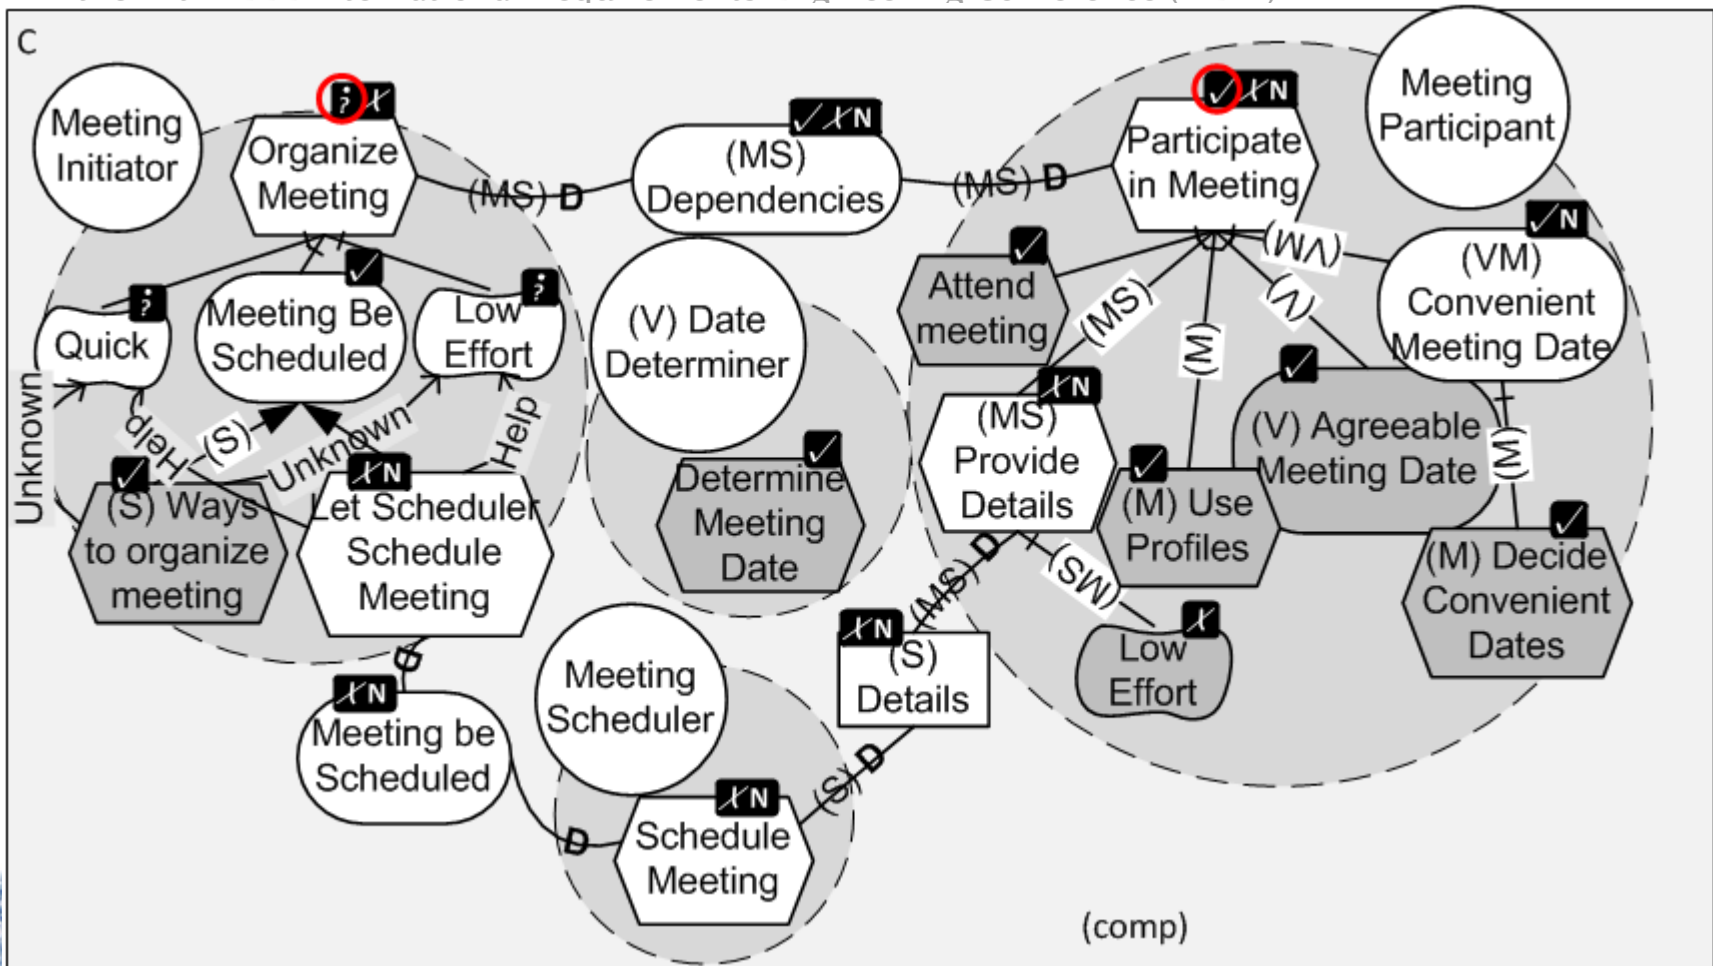 C
Meeting
Initiator
Organize
Meeting
(MS) D
N
(MS)
Dependencies
(MS) D
N
Participate
in Meeting
Meeting
Participant
Quick
Meeting Be
Scheduled
Low
Effort
(V) Date
Determiner
Attend
meeting
(MS)
(M)
(V)
(VM)
N
(VM)
Convenient
Meeting Date
Unknown
Help
(S)
Unknown
Help
(S) Ways
to organize
meeting
N
Let Scheduler
Schedule
Meeting
Determine
Meeting
Date
N
(MS)
Provide
Details
(M) Use
Profiles
(V) Agreeable
Meeting Date
(M)
(M) Decide
Convenient
Dates
D
(MS)
D
(MS)
Low
Effort
N
Meeting be
Scheduled
D
Meeting
Scheduler
N
(S)
Details
(S) D
N
Schedule
Meeting
(comp)